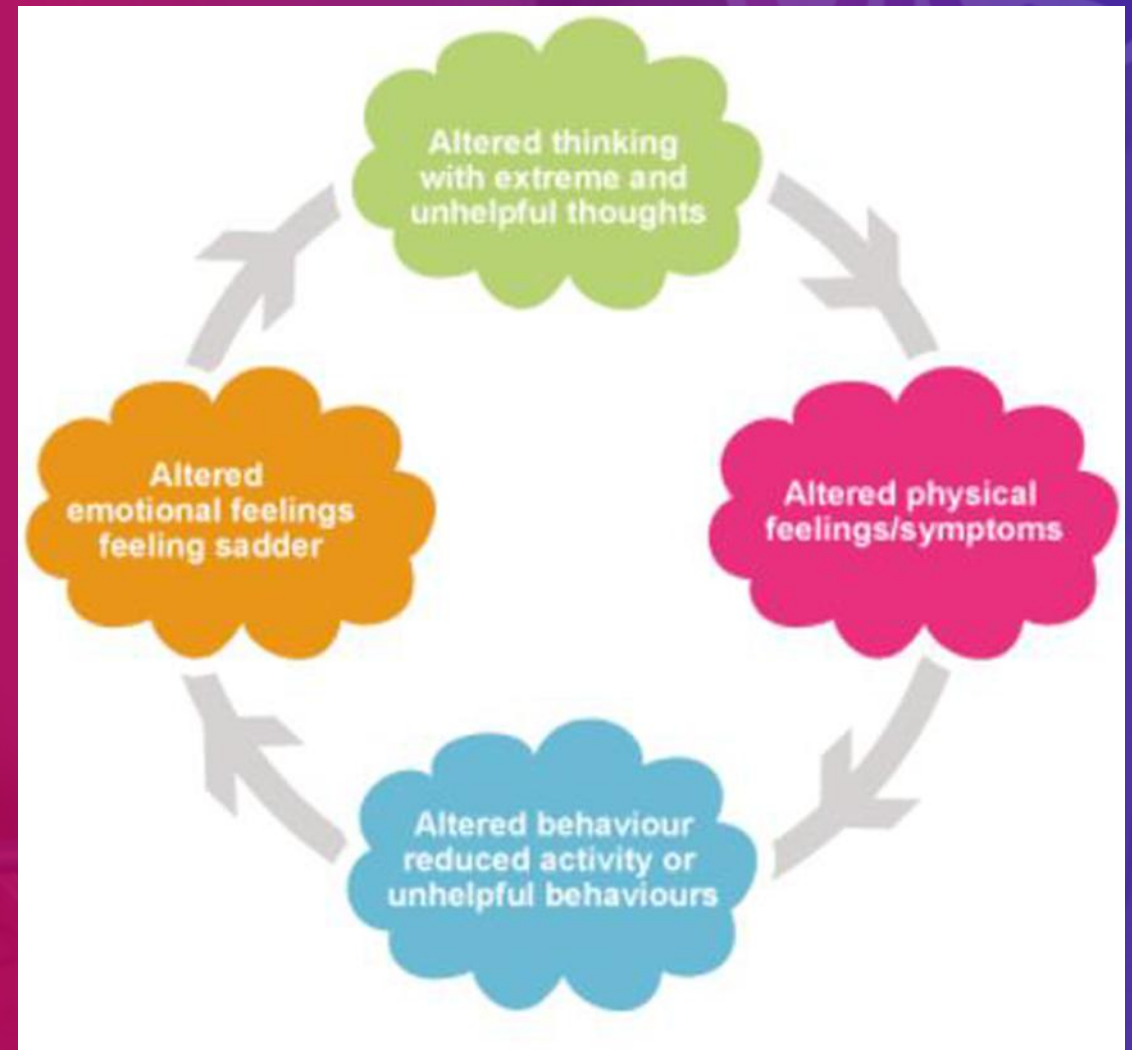 Altered thinking
with extreme and
unhelpful thoughts
Altered physical
feelings/symptoms
Altered behaviour
reduced activity or
unhelpful behaviours
Altered
emotional feelings
feeling sadder